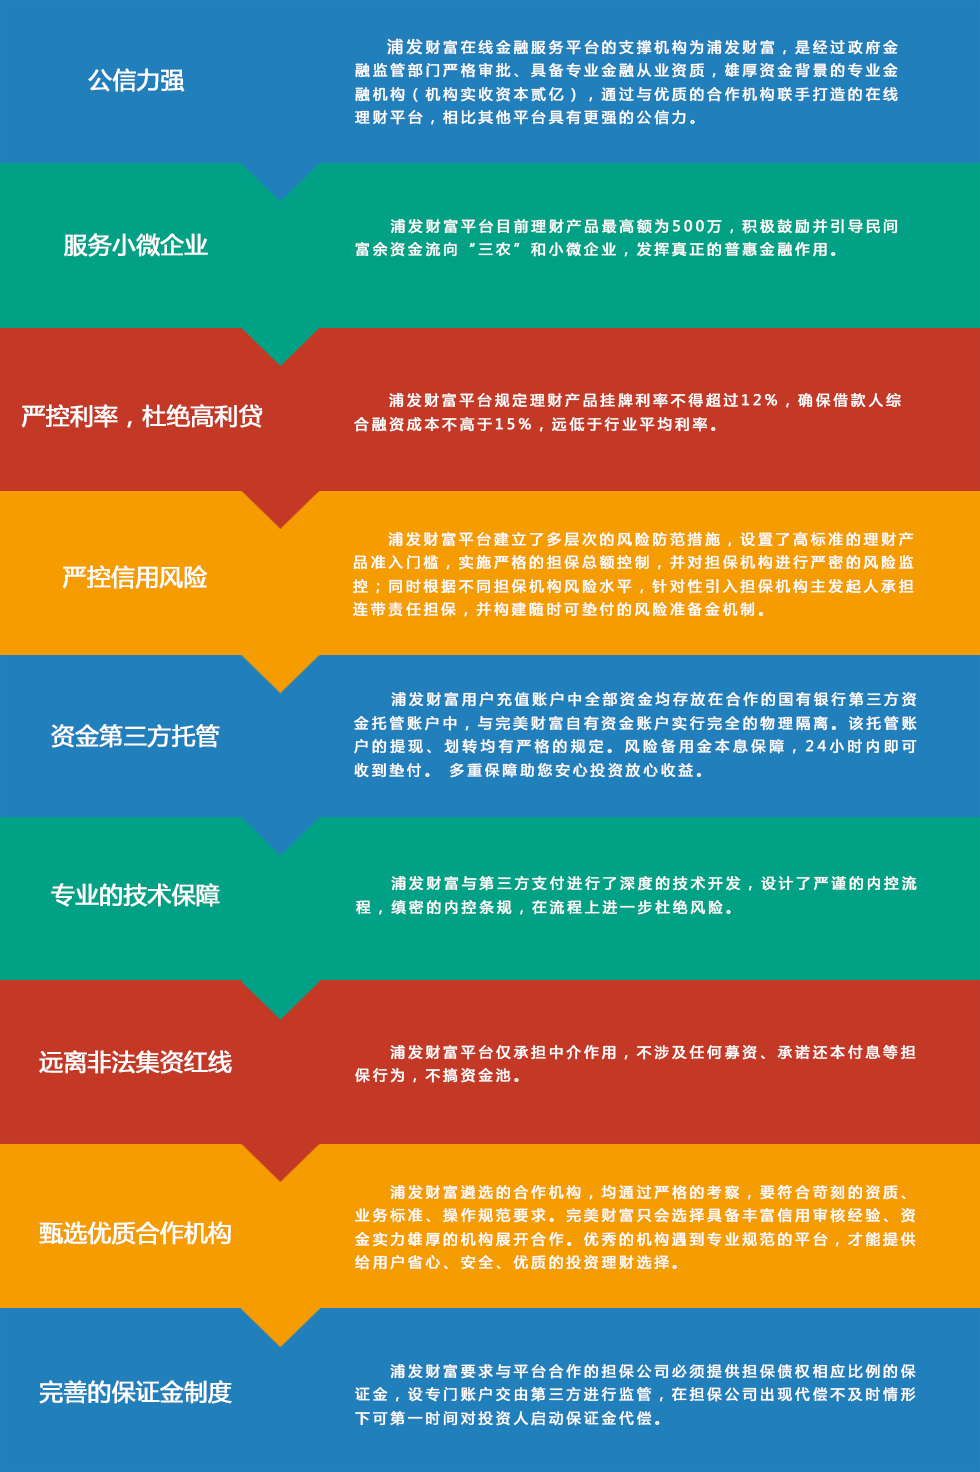 公信力强
浦发财富在线金融服务平台的支撑机构为浦发财富，是经过政府金
融监管部门严格审批、具备专业金融从业资质，雄厚资金背景的专业金
融机构（机构实收资本贰亿），通过与优质的合作机构联手打造的在线
理财平台，相比其他平台具有更强的公信力。
服务小微企业
浦发财富平台目前理财产品最高额为500万，积极鼓励并引导民间
富余资金流向“三农”和小微企业，发挥真正的普惠金融作用。
严控利率，杜绝高利贷
浦发财富平台规定理财产品挂牌利率不得超过12%，确保借款人综
合融资成本不高于15%，远低于行业平均利率。
严控信用风险
浦发财富平台建立了多层次的风险防范措施，设置了高标准的理财产
品准入门槛，实施严格的担保总额控制，并对担保机构进行严密的风险监
控；同时根据不同担保机构风险水平，针对性引入担保机构主发起人承担
连带责任担保，并构建随时可垫付的风险准备金机制。
资金第三方托管
浦发财富用户充值账户中全部资金均存放在合作的国有银行第三方资
金托管账户中，与完美财富自有资金账户实行完全的物理隔离。该托管账
户的提现、划转均有严格的规定。风险备用金本息保障，24小时内即可
收到垫付。 多重保障助您安心投资放心收益。
专业的技术保障
浦发财富与第三方支付进行了深度的技术开发，设计了严谨的内控流
程，缜密的内控条规，在流程上进一步杜绝风险。
远离非法集资红线
浦发财富平台仅承担中介作用，不涉及任何募资、承诺还本付息等担
保行为，不搞资金池。
甄选优质合作机构
浦发财富遴选的合作机构，均通过严格的考察，要符合苛刻的资质、
业务标准、操作规范要求。完美财富只会选择具备丰富信用审核经验、资
金实力雄厚的机构展开合作。优秀的机构遇到专业规范的平台，才能提供
给用户省心、安全、优质的投资理财选择。
完善的保证金制度
浦发财富要求与平台合作的担保公司必须提供担保债权相应比例的保
证金，设专门账户交由第三方进行监管，在担保公司出现代偿不及时情形
下可第一时间对投资人启动保证金代偿。